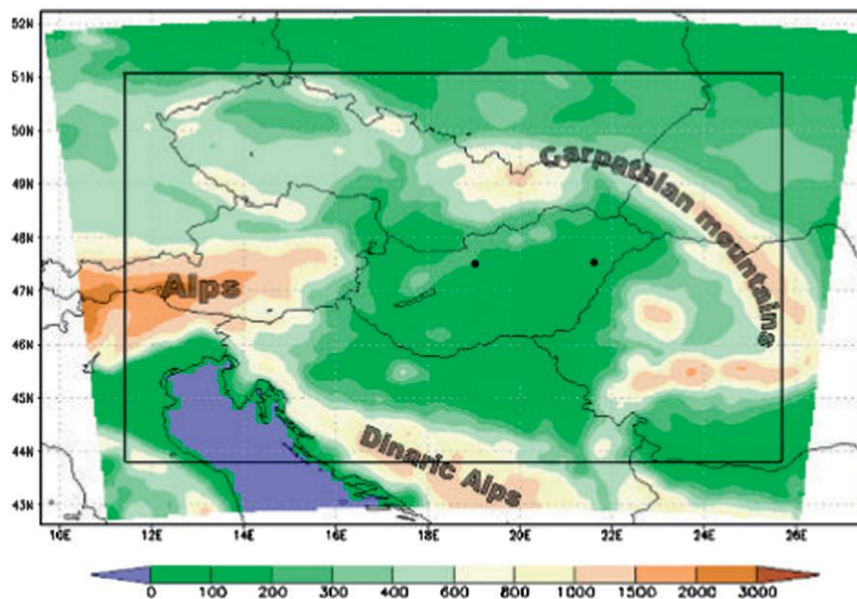 52N
51N
50N
49N
48N
47N
46N
45N
44N
43N
Carpathian mountains
Alps
Dinaric Alps
10E 12E 14E 16E 18E 20E 22E 24E 26E
0 100 200 300 400 600 800 1000 1500 2000 3000